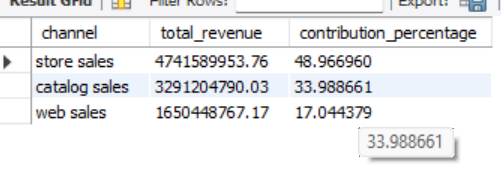 Result Grid Filter Rows: Export:
channel total_revenue contribution_percentage
store sales 4741589953.76 48.966960
catalog sales 3291204790.03 33.988661
web sales 1650448767.17 17.044379
33.988661